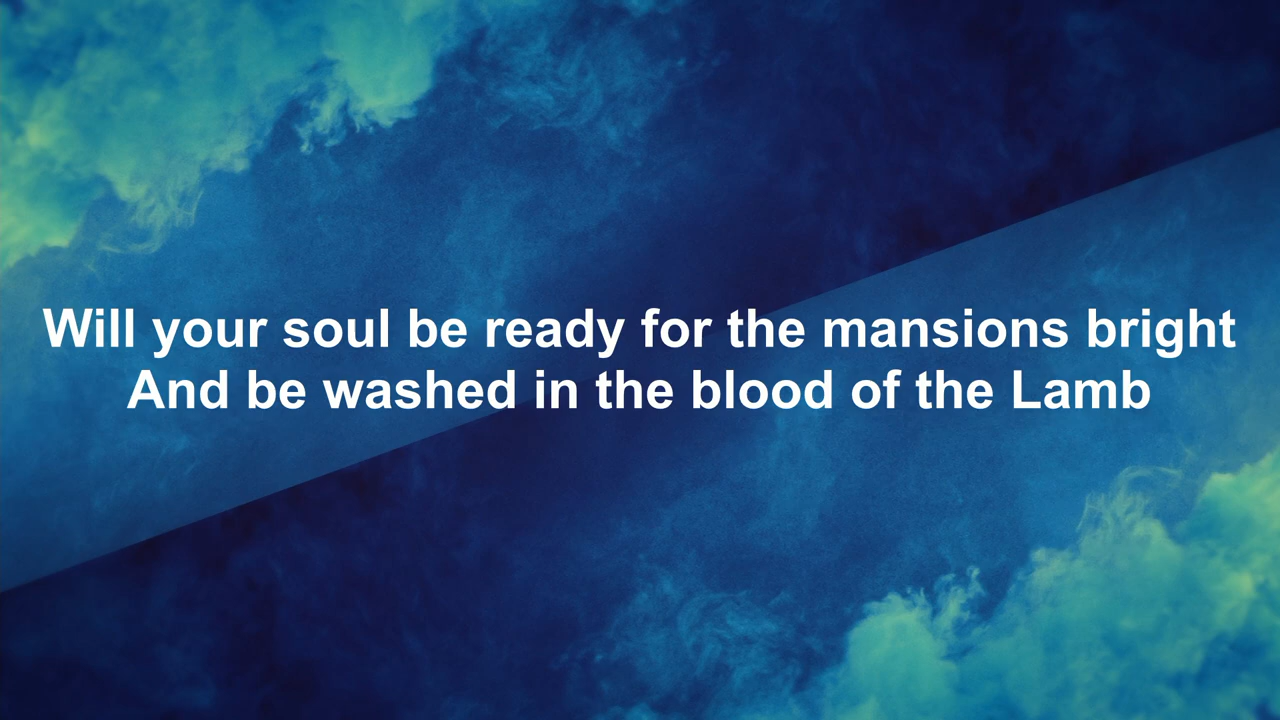 Will your soul be ready for the mansions bright
And be washed in the blood of the Lamb